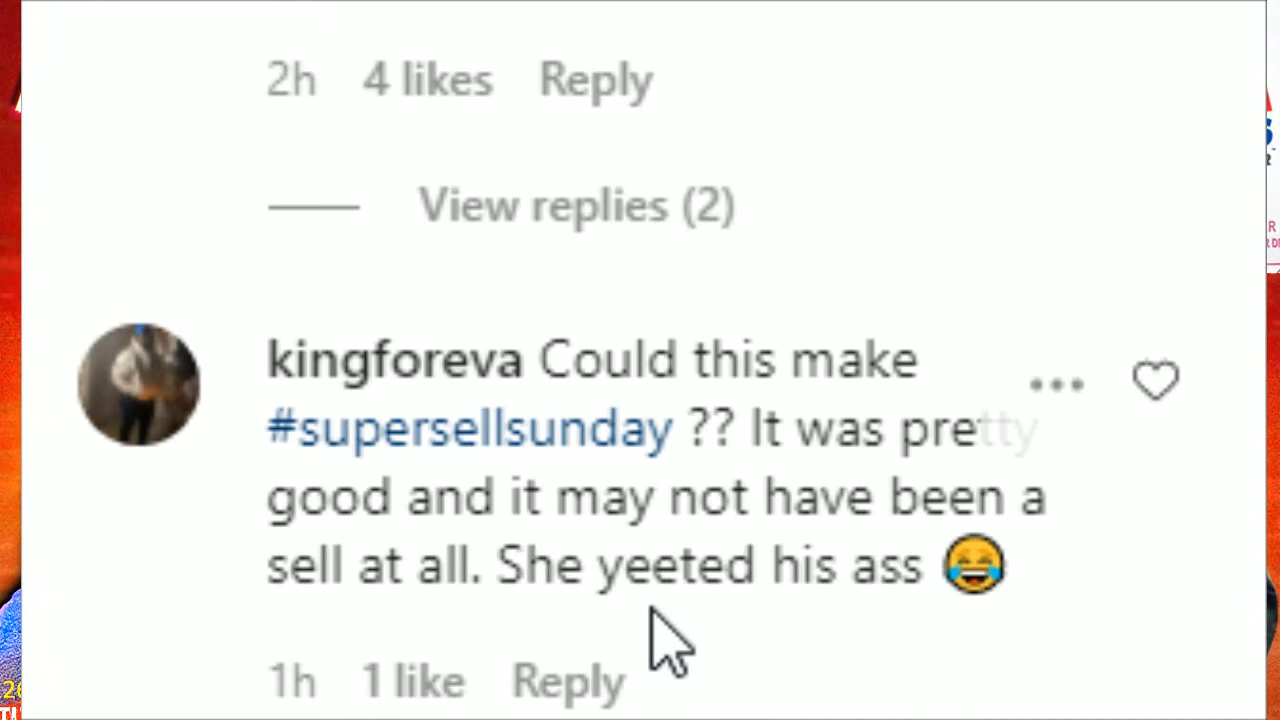 2h 4 likes Reply
View replies (2)
kingforeva Could this make
#supersellsunday ?? It was pretty
good and it may not have been a
sell at all. She yeeted his ass 😂
1h 1 like Reply